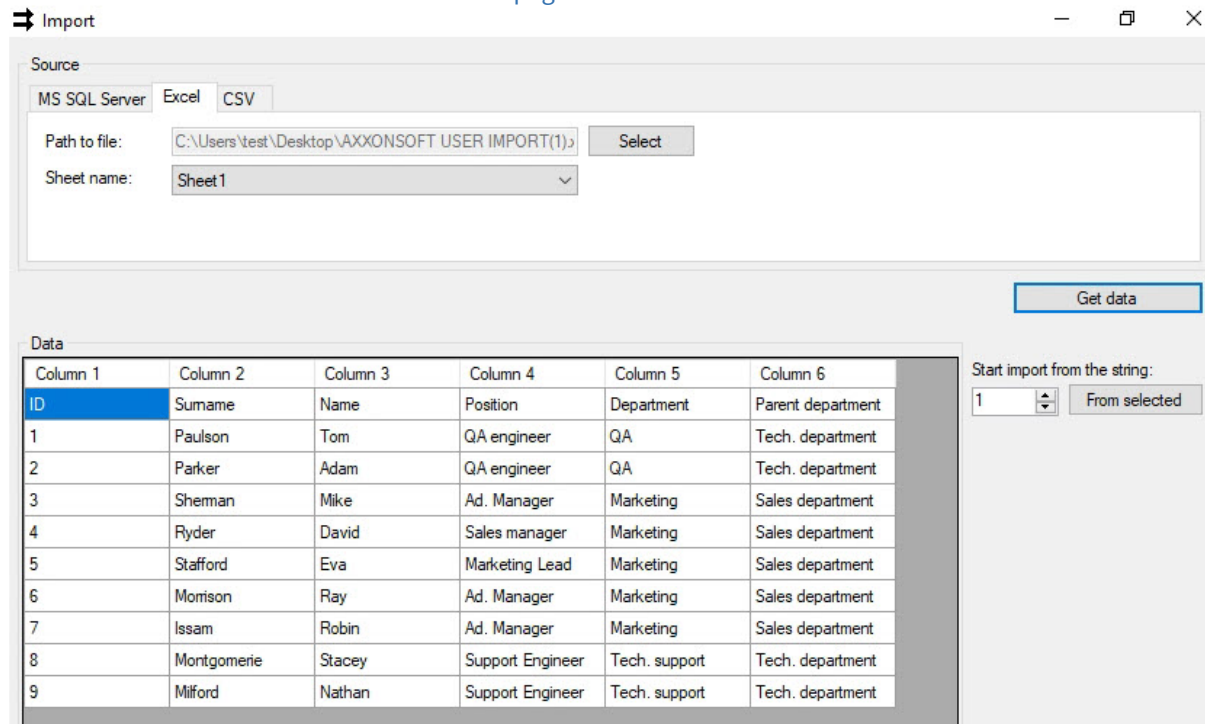 Import
Source
MS SQL Server Excel CSV
Path to file: C:\Users\test\Desktop\AXXONSOFT USER IMPORT(1).x Select
Sheet name: Sheet1
Get data
Data
Column 1 Column 2 Column 3 Column 4 Column 5 Column 6 Start import from the string:
ID Surname Name Position Department Parent department 1 From selected
1 Paulson Tom QA engineer QA Tech. department
2 Parker Adam QA engineer QA Tech. department
3 Sherman Mike Ad. Manager Marketing Sales department
4 Ryder David Sales manager Marketing Sales department
5 Stafford Eva Marketing Lead Marketing Sales department
6 Morrison Ray Ad. Manager Marketing Sales department
7 Issam Robin Ad. Manager Marketing Sales department
8 Montgomerie Stacey Support Engineer Tech. support Tech. department
9 Milford Nathan Support Engineer Tech. support Tech. department